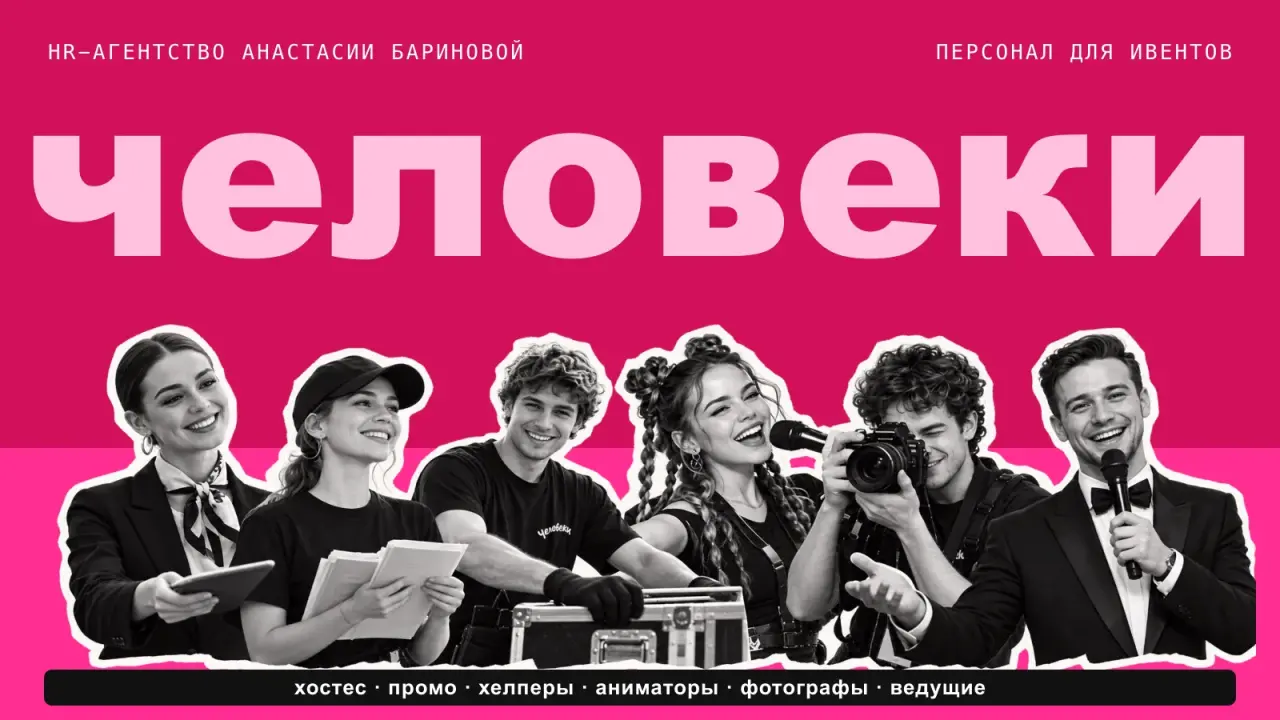 HR–АГЕНТСТВО АНАСТАСИИ БАРИНОВОЙ
ПЕРСОНАЛ ДЛЯ ИВЕНТОВ
человеки
Человеки
хостес · промо · хелперы · аниматоры · фотографы · ведущие